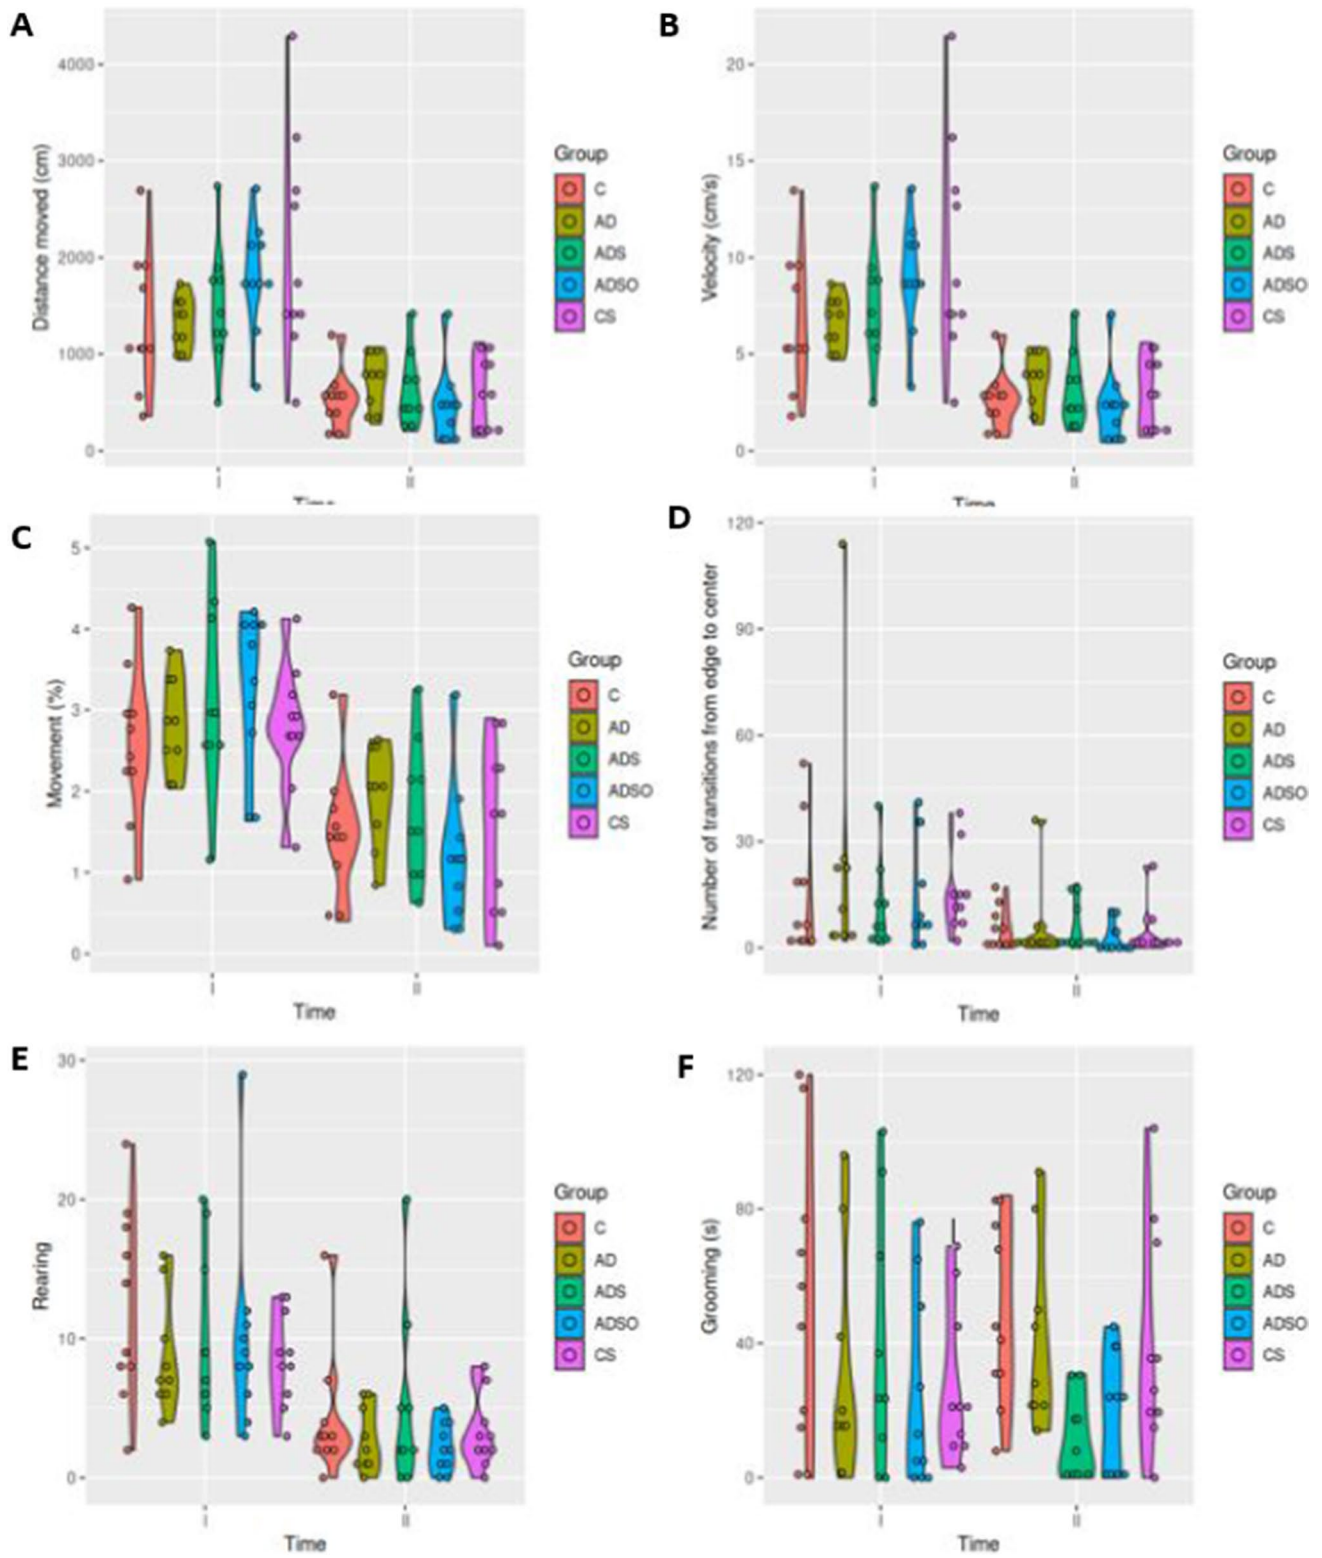 A
Distance moved (cm)
4000
3000
2000
1000
0
I
II
Time
Group
C
AD
ADS
ADSO
CS
B
Velocity (cm/s)
20
15
10
5
0
I
II
Time
Group
C
AD
ADS
ADSO
CS
C
Movement (%)
5
4
3
2
1
0
I
II
Time
Group
C
AD
ADS
ADSO
CS
D
Number of transitions from edge to center
120
90
60
30
0
I
II
Time
Group
C
AD
ADS
ADSO
CS
E
Rearing
30
20
10
0
I
II
Time
Group
C
AD
ADS
ADSO
CS
F
Grooming (s)
120
80
40
0
I
II
Time
Group
C
AD
ADS
ADSO
CS